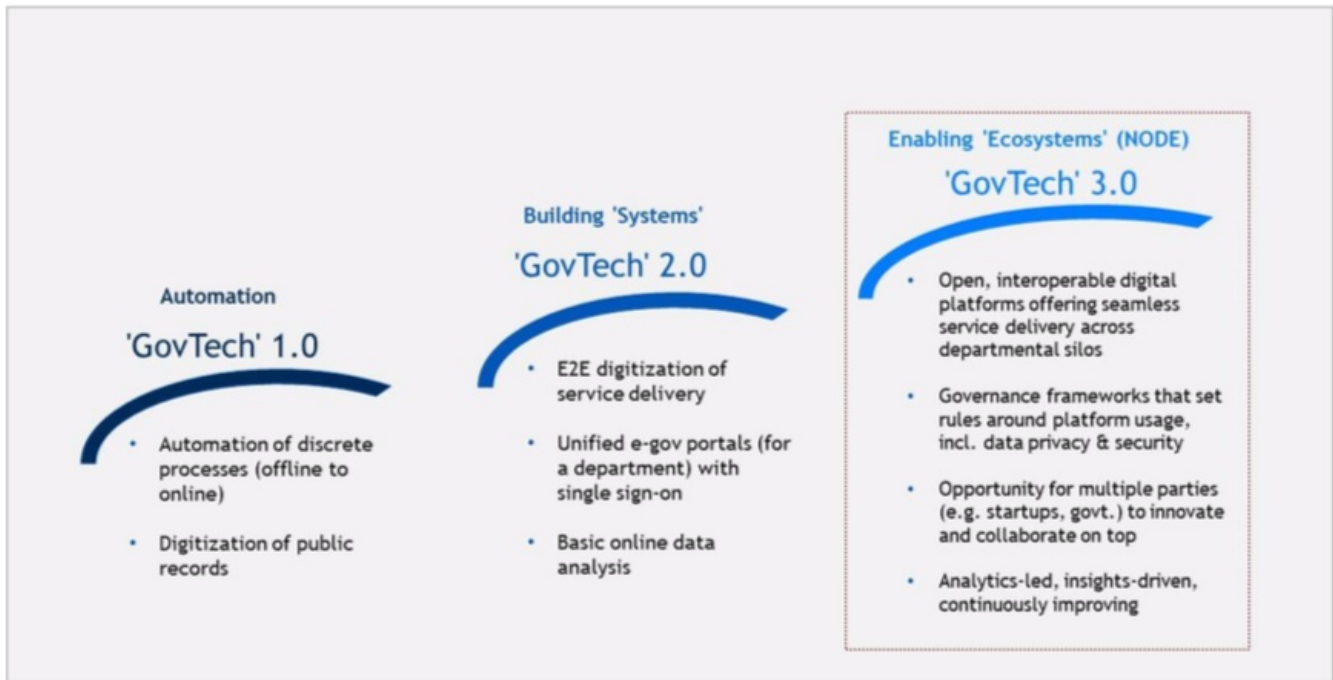 Automation
'GovTech' 1.0
• Automation of discrete
processes (offline to
online)
• Digitization of public
records
Building 'Systems'
'GovTech' 2.0
• E2E digitization of
service delivery
• Unified e-gov portals (for
a department) with
single sign-on
• Basic online data
analysis
Enabling 'Ecosystems' (NODE)
'GovTech' 3.0
• Open, interoperable digital
platforms offering seamless
service delivery across
departmental silos
• Governance frameworks that set
rules around platform usage,
incl. data privacy & security
• Opportunity for multiple parties
(e.g. startups, govt.) to innovate
and collaborate on top
• Analytics-led, insights-driven,
continuously improving